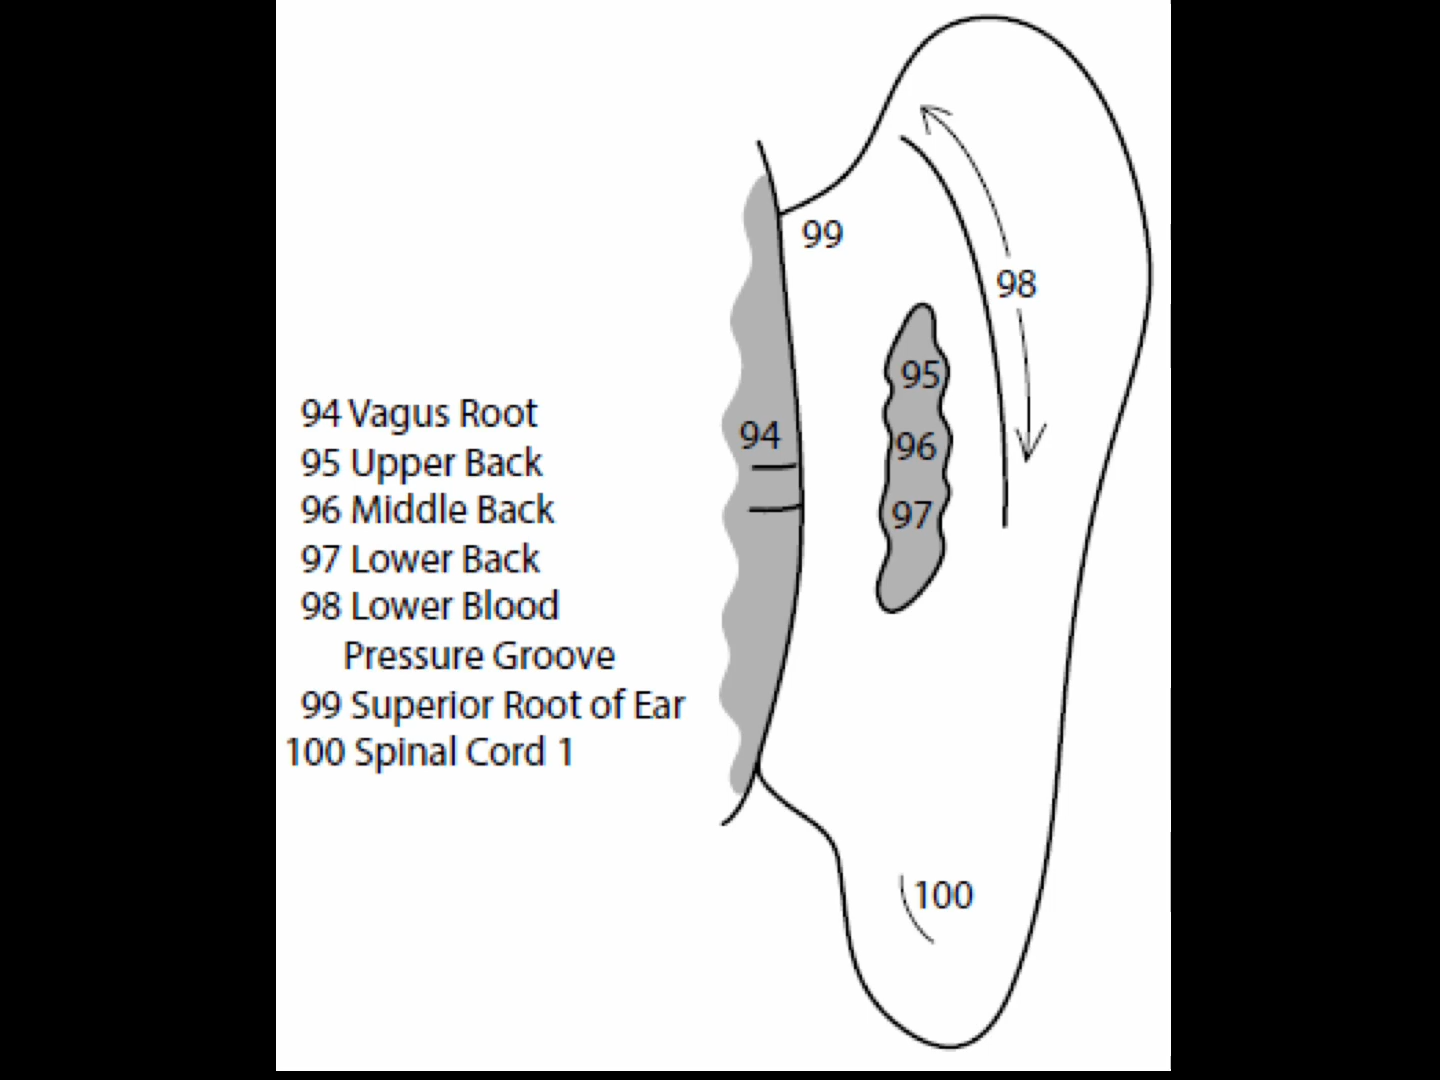 99
98
95
94
96
97
100
94 Vagus Root
95 Upper Back
96 Middle Back
97 Lower Back
98 Lower Blood
Pressure Groove
99 Superior Root of Ear
100 Spinal Cord 1